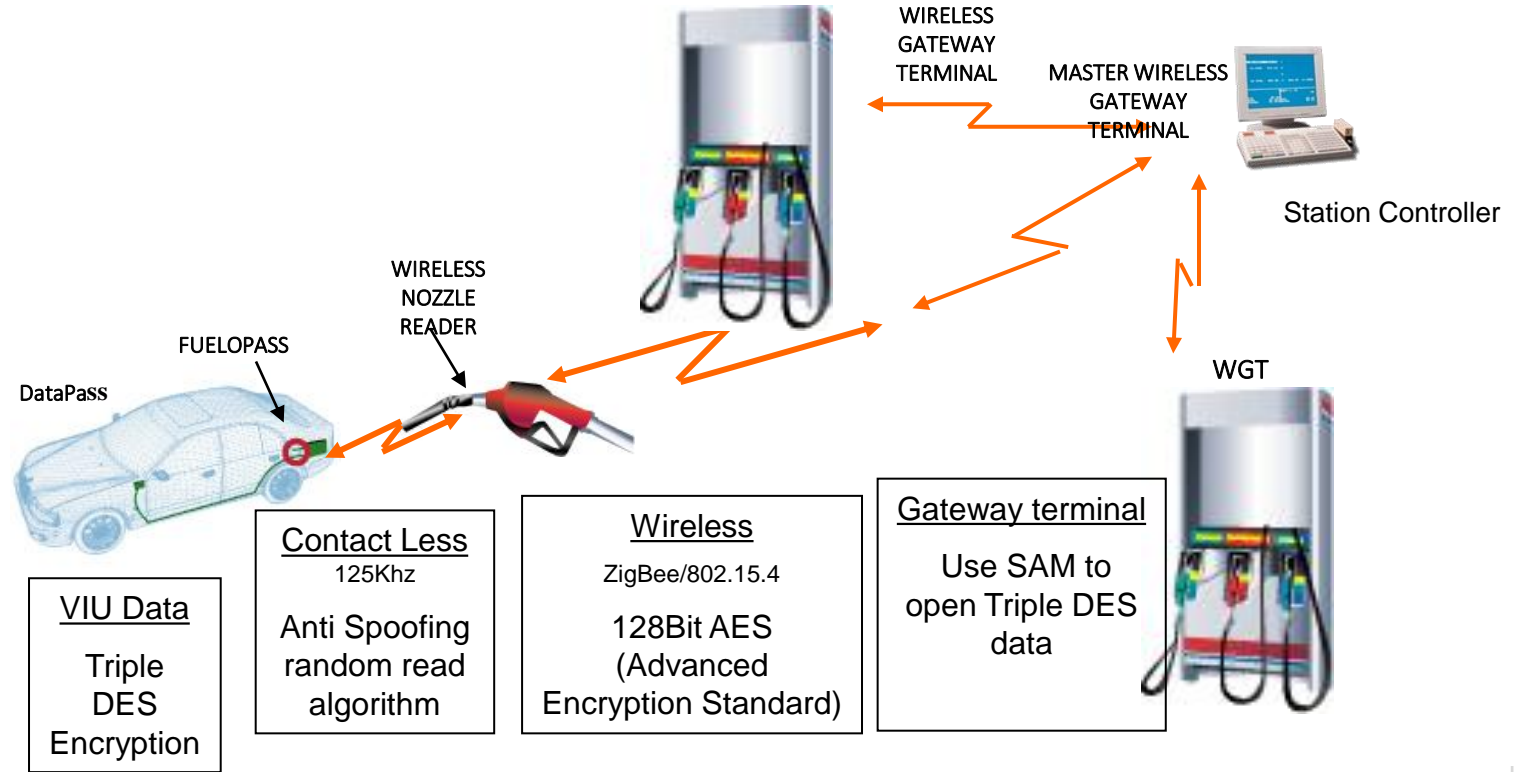 WIRELESS
GATEWAY
TERMINAL
MASTER WIRELESS
GATEWAY
TERMINAL
Station Controller
WIRELESS
NOZZLE
READER
FUELOPASS
DataPass
WGT
VIU Data
Triple
DES
Encryption
Contact Less
125Khz
Anti Spoofing
random read
algorithm
Wireless
ZigBee/802.15.4
128Bit AES
(Advanced
Encryption Standard)
Gateway terminal
Use SAM to
open Triple DES
data